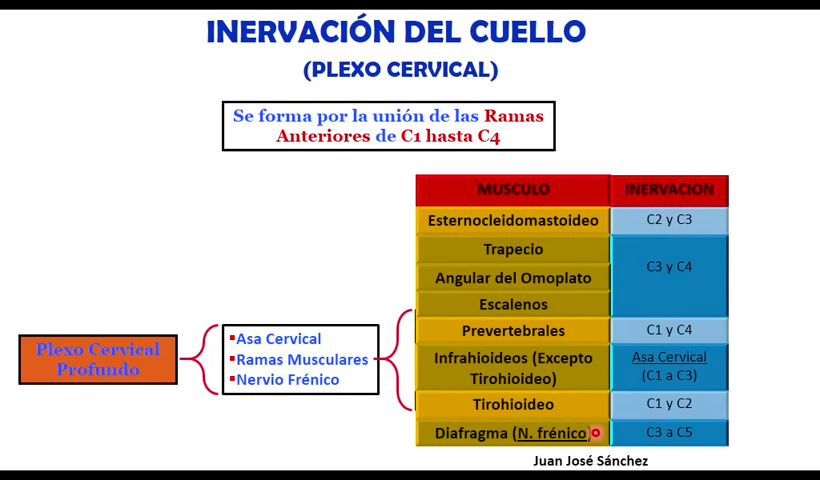 INERVACIÓN DEL CUELLO
(PLEXO CERVICAL)
Se forma por la unión de las Ramas
Anteriores de C1 hasta C4
MUSCULO INERVACION
Esternocleidomastoideo C2 y C3
Trapecio
C3 y C4
Angular del Omoplato
Escalenos
Prevertebrales C1 y C4
Infrahioideos (Excepto
Tirohioideo)
Asa Cervical
(C1 a C3)
Tirohioideo C1 y C2
Diafragma (N. frénico) C3 a C5
Plexo Cervical
Profundo
Asa Cervical
Ramas Musculares
Nervio Frénico
Juan José Sánchez